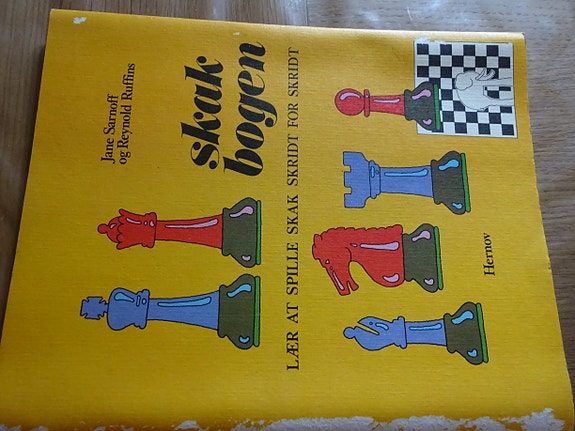 Jane Sarnoff
og Reynold Ruffins
skak
bogen
LÆR AT SPILLE SKAK SKRIDT FOR SKRIDT
Hernov